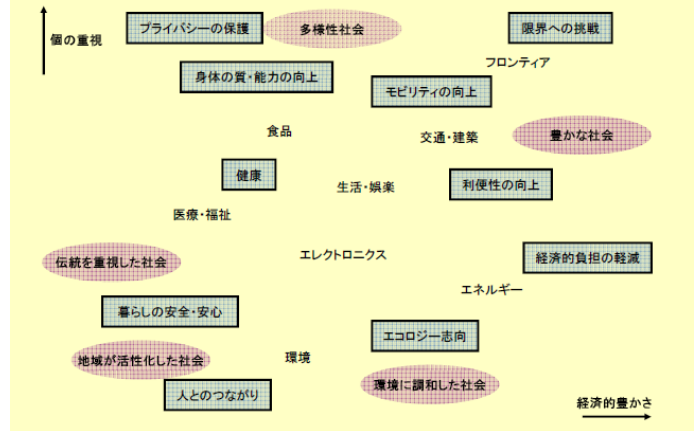 個の重視
プライバシーの保護
多様性社会
限界への挑戦
フロンティア
身体の質・能力の向上
モビリティの向上
食品
交通・建築
豊かな社会
健康
生活・娯楽
利便性の向上
医療・福祉
エレクトロニクス
伝統を重視した社会
経済的負担の軽減
エネルギー
暮らしの安全・安心
エコロジー志向
地域が活性化した社会
環境
環境に調和した社会
人とのつながり
経済的豊かさ